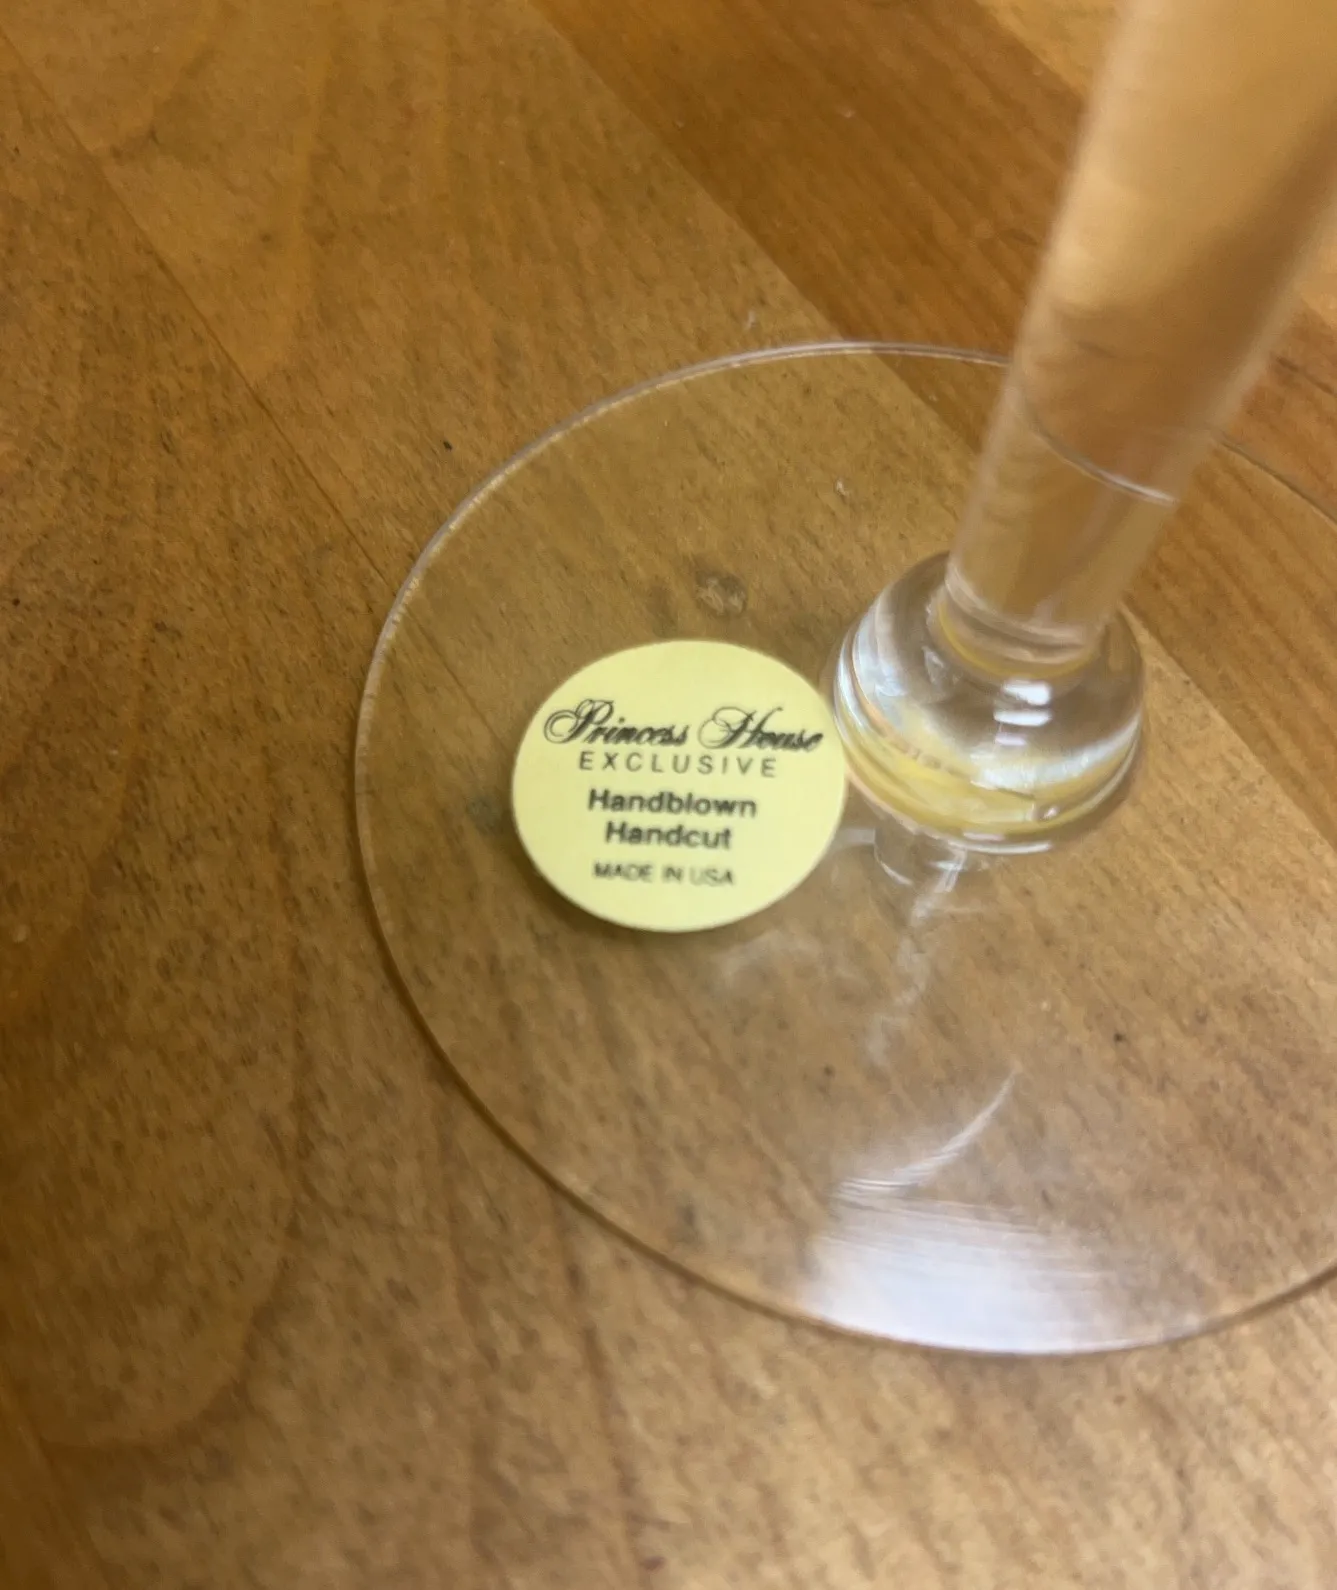 Princess House
EXCLUSIVE
Handblown
Handcut
MADE IN USA